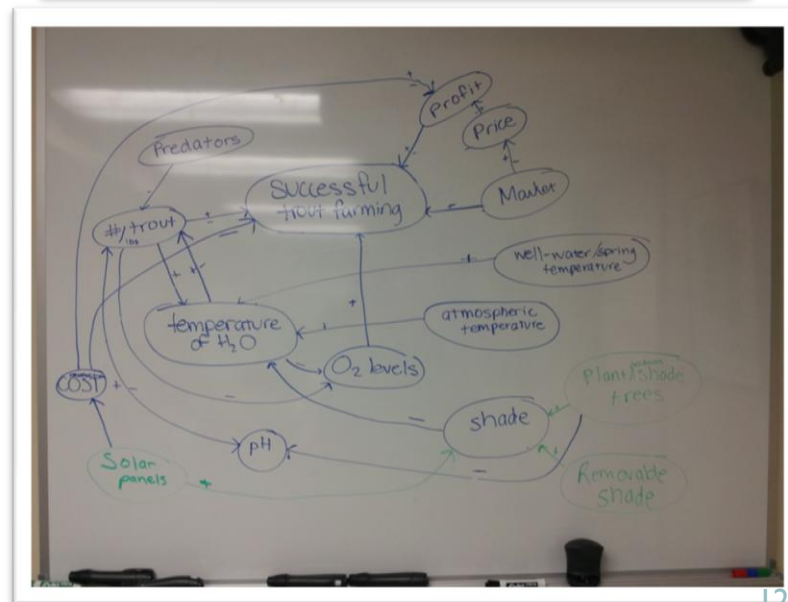 Profit
Price
Predators
Successful
trout farming
Market
#/trout
lbs
well-water/spring
temperature
temperature
of H₂O
atmospheric
temperature
O₂ levels
Plant/shade
trees
COST
+ -
shade
pH
Solar
panels
Removable
shade
12